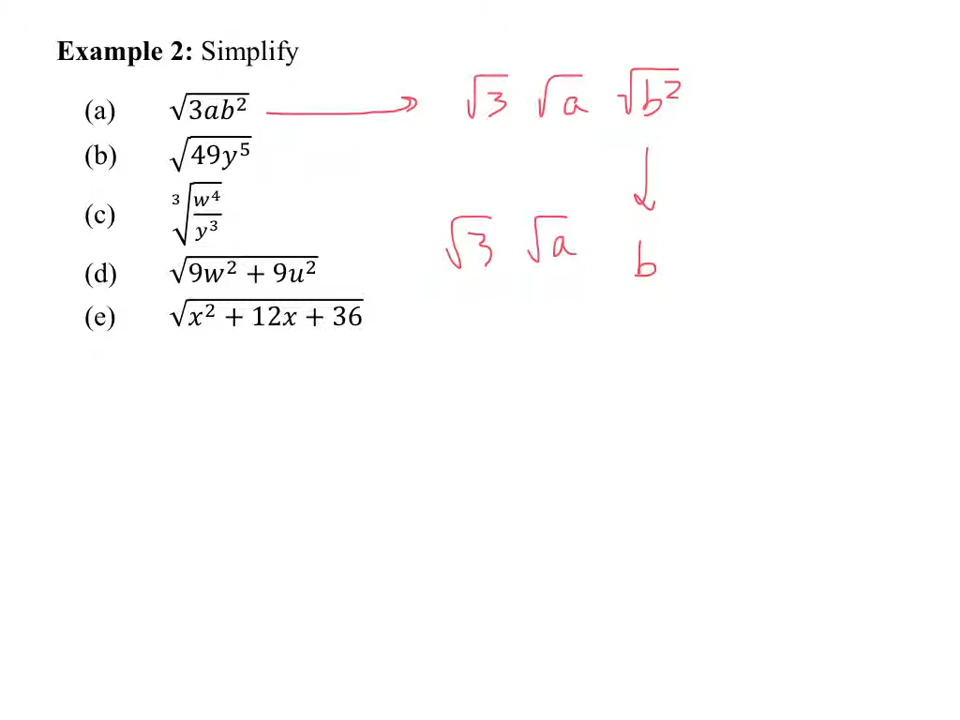 Example 2: Simplify
(a) √(3ab²) → √3 √a √b²
(b) √(49y⁵)
↓
(c) ∛(w⁴/y³)
√3 √a b
(d) √(9w² + 9u²)
(e) √(x² + 12x + 36)